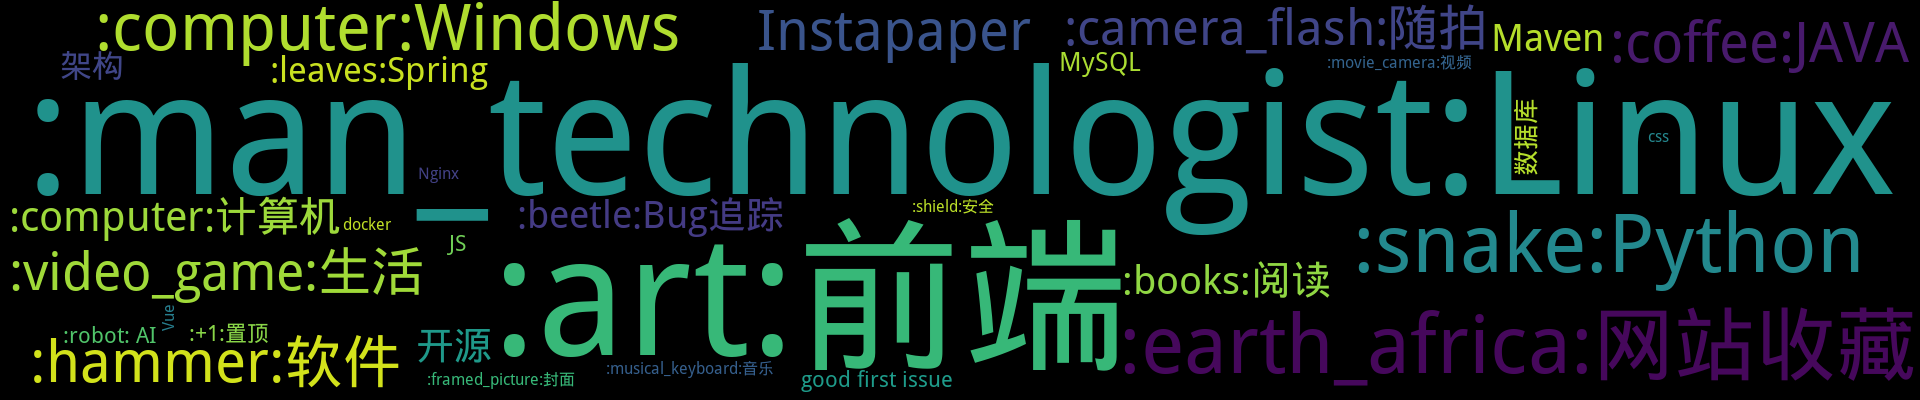 :computer:Windows
Instapaper
:camera_flash:随拍
Maven
:coffee:JAVA
架构
:leaves:Spring
MySQL
:movie_camera:视频
:man_technologist:Linux
数据库
css
Nginx
:computer:计算机
docker
:beetle:Bug追踪
:shield:安全
JS
:video_game:生活
:art:前端
:books:阅读
:snake:Python
Vue
:robot: AI
:+1:置顶
:hammer:软件
开源
:framed_picture:封面
:musical_keyboard:音乐
good first issue
:earth_africa:网站收藏